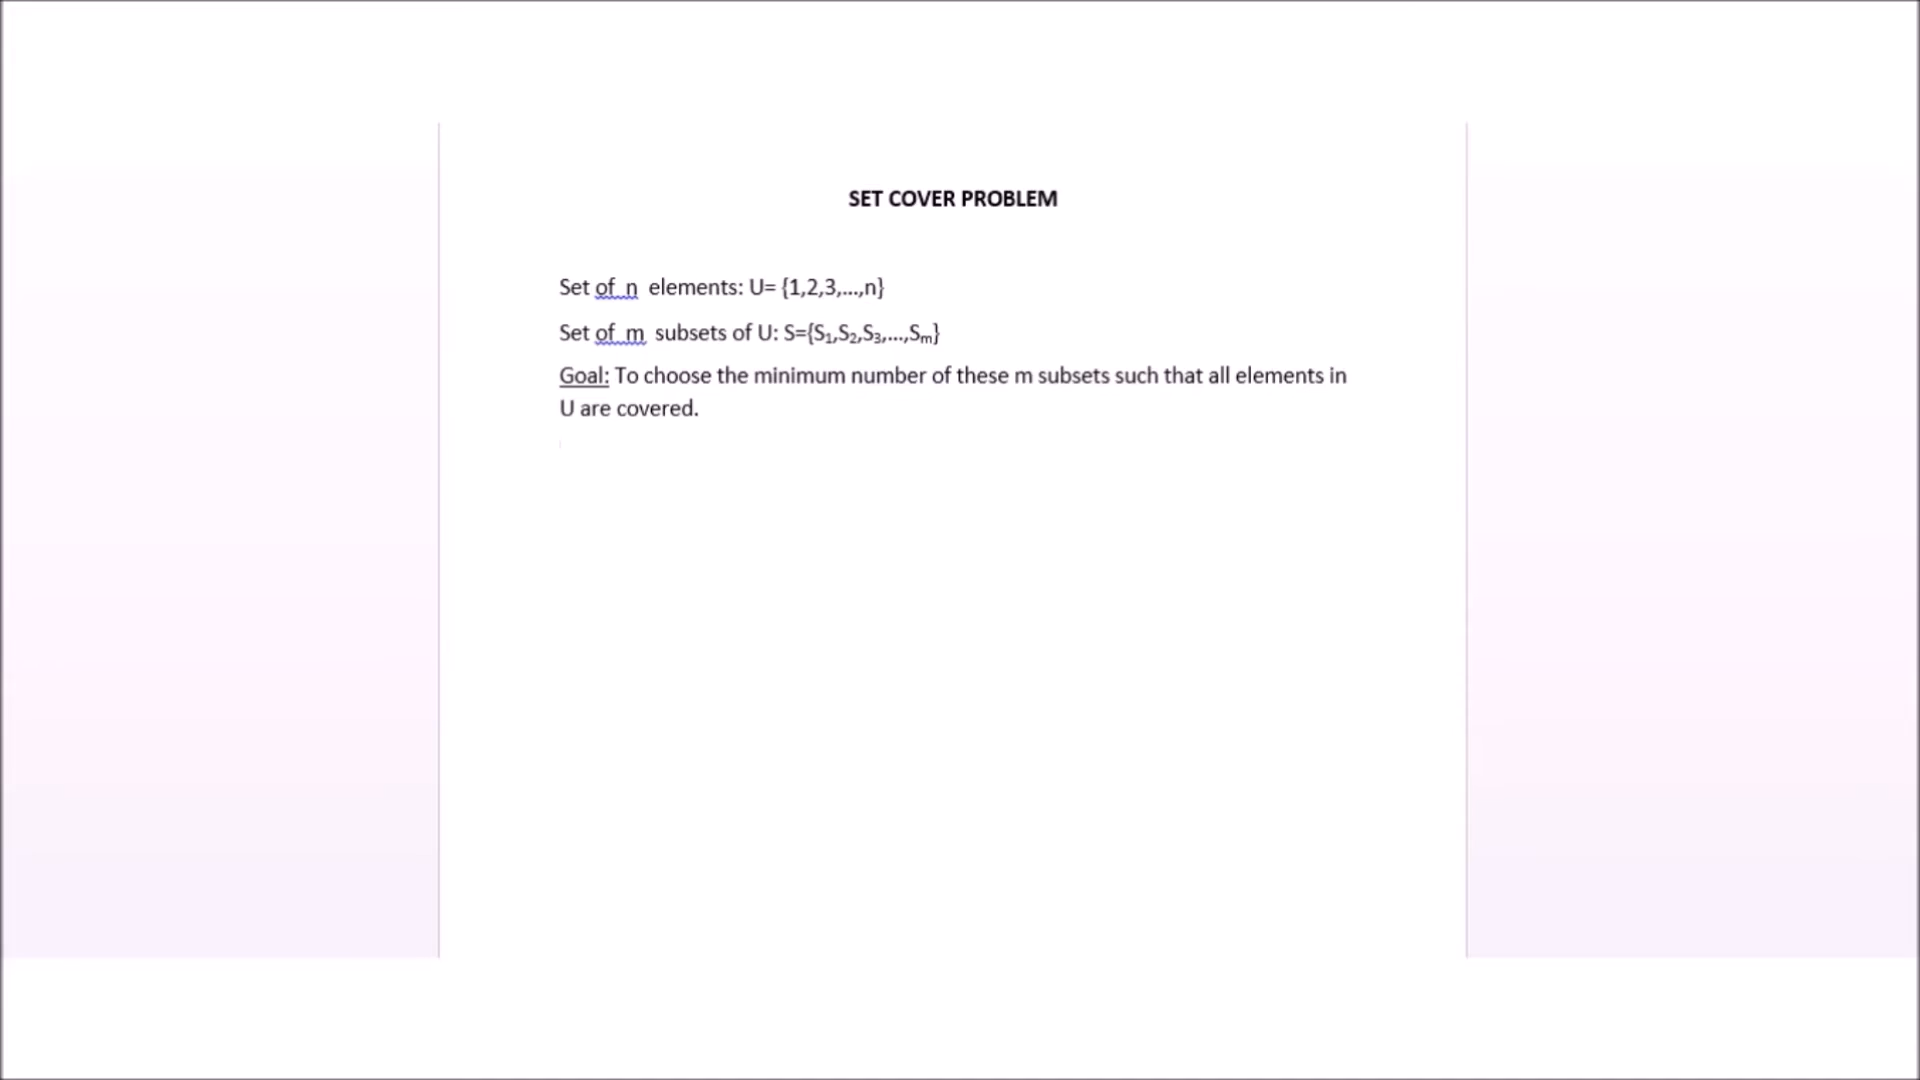 SET COVER PROBLEM
Set of n elements: U= {1,2,3,...,n}
Set of m subsets of U: S={S₁,S₂,S₃,...,Sₘ}
Goal: To choose the minimum number of these m subsets such that all elements in
U are covered.